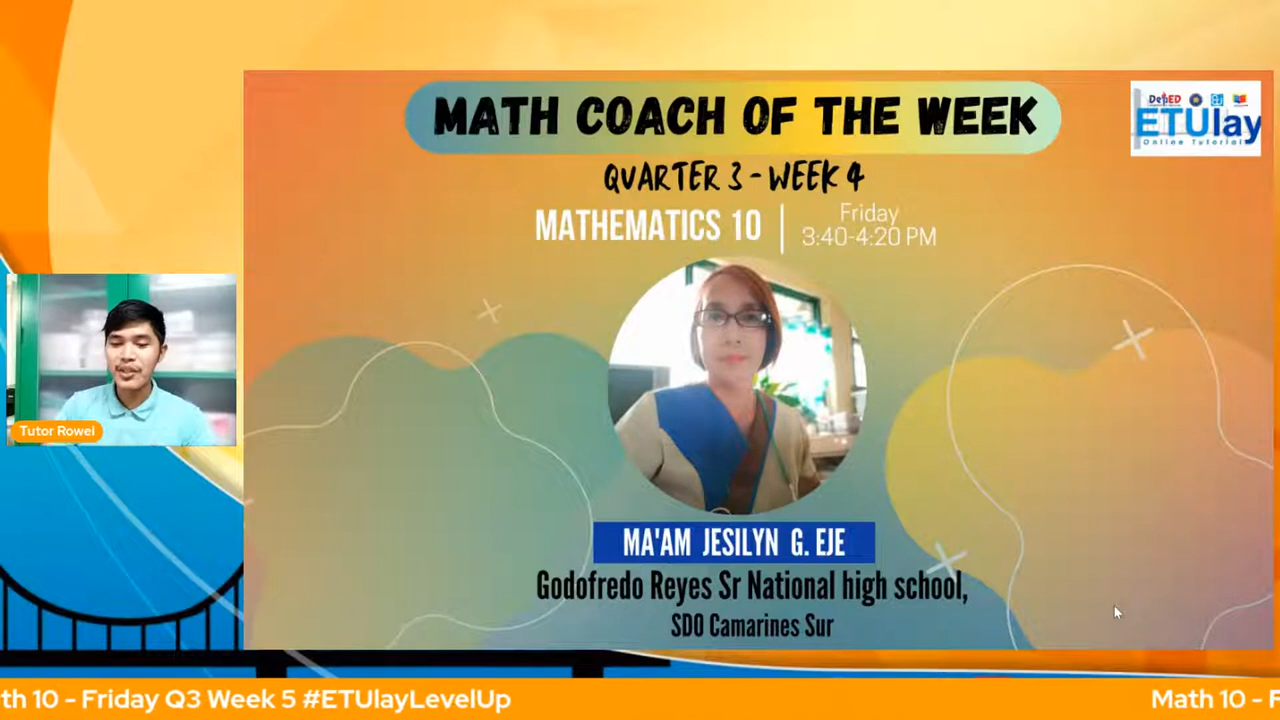 MATH COACH OF THE WEEK
QUARTER 3 - WEEK 4
MATHEMATICS 10
Friday
3:40-4:20 PM
DepED
ETUlay
Online Tutorial
Tutor Rowel
MA'AM JESILYN G. EJE
Godofredo Reyes Sr National high school,
SDO Camarines Sur
th 10 - Friday Q3 Week 5 #ETUlayLevelUp
Math 10 - F